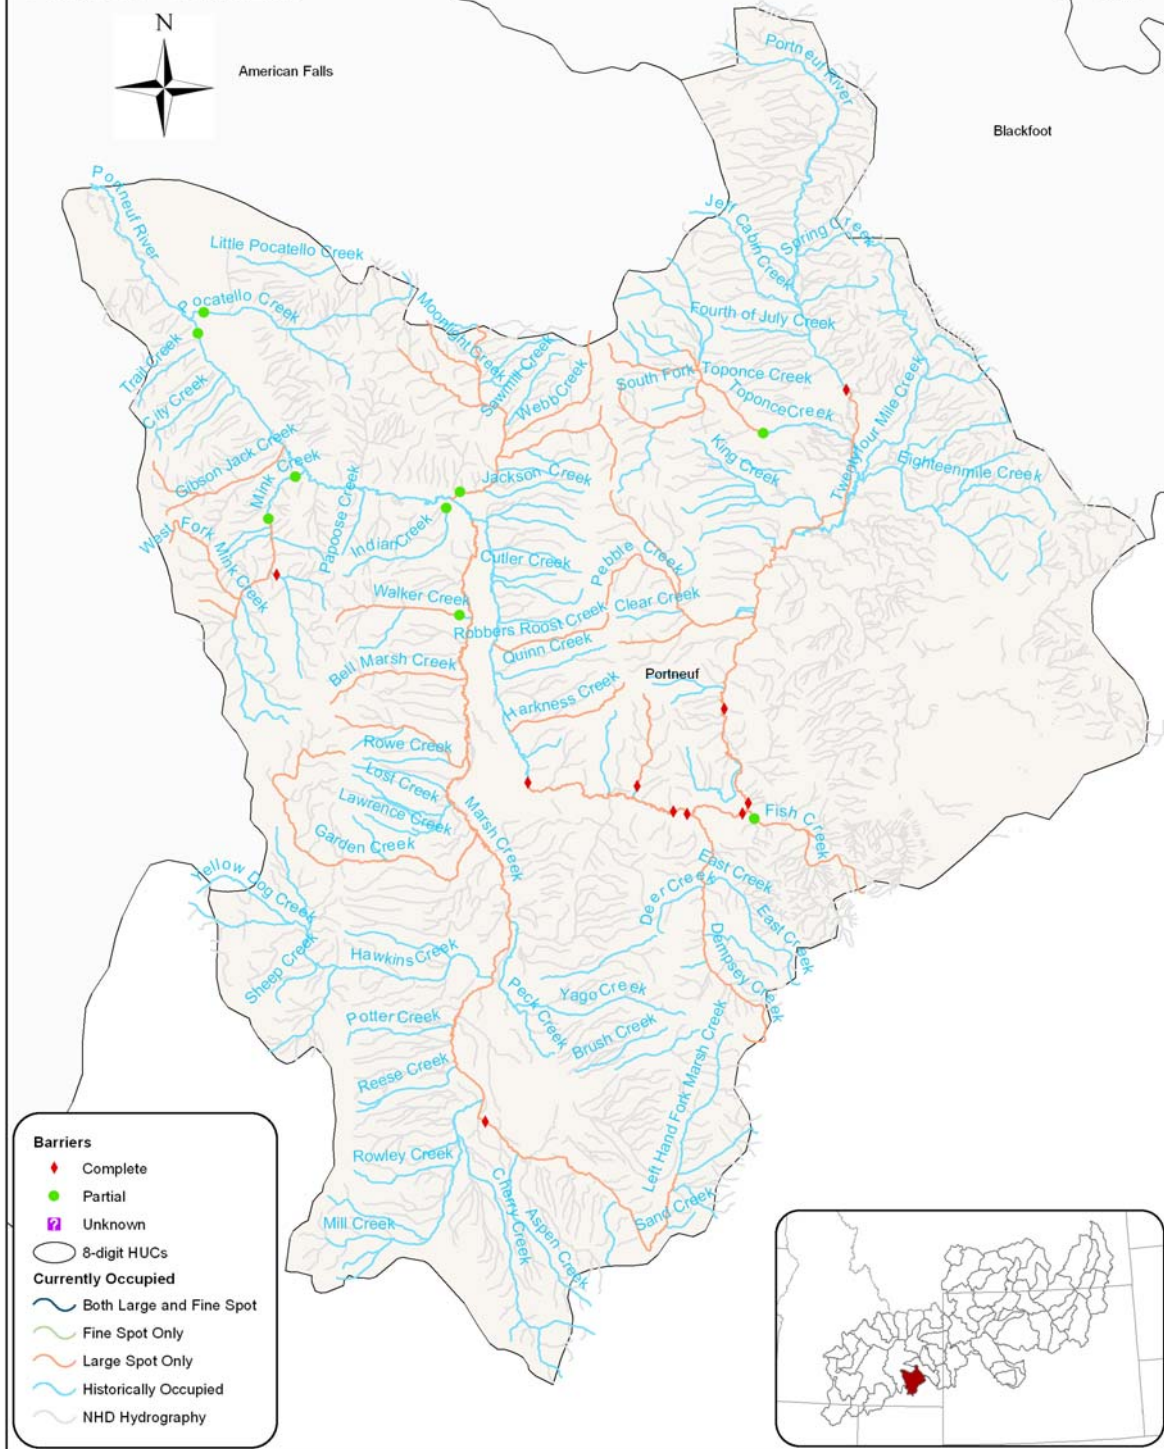 N
American Falls
Blackfoot
Portneuf River
Portneuf River
Jeff Cabin Creek
Spring Creek
Little Pocatello Creek
Pocatello Creek
Moonlight Creek
Fourth of July Creek
Trail Creek
Sawmill Creek
Webb Creek
South Fork Toponce Creek
Toponce Creek
Twentyfour Mile Creek
City Creek
Gibson Jack Creek
King Creek
Eighteenmile Creek
Mink Creek
Jackson Creek
Papoose Creek
West Fork Mink Creek
Indian Creek
Cutler Creek
Pebble Creek
Walker Creek
Clear Creek
Robbers Roost Creek
Quinn Creek
Bell Marsh Creek
Portneuf
Harkness Creek
Rowe Creek
Lost Creek
Lawrence Creek
Marsh Creek
Fish Creek
Garden Creek
East Creek
Deer Creek
Yellow Dog Creek
East Creek
Dempsey Creek
Hawkins Creek
Sheep Creek
Yago Creek
Peck Creek
Potter Creek
Brush Creek
Left Hand Fork Marsh Creek
Reese Creek
Rowley Creek
Cherry Creek
Aspen Creek
Sand Creek
Mill Creek
Barriers
Complete
Partial
?
Unknown
8-digit HUCs
Currently Occupied
Both Large and Fine Spot
Fine Spot Only
Large Spot Only
Historically Occupied
NHD Hydrography